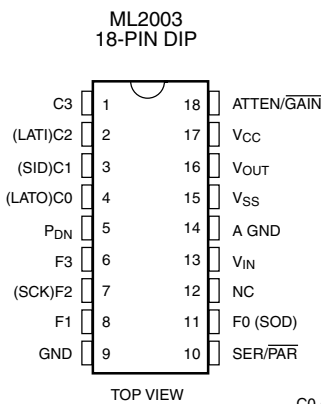 ML2003
18-PIN DIP
C3 1 18 ATTEN/GAIN
(LATI)C2 2 17 VCC
(SID)C1 3 16 VOUT
(LATO)C0 4 15 VSS
PDN 5 14 A GND
F3 6 13 VIN
(SCK)F2 7 12 NC
F1 8 11 F0 (SOD)
GND 9 10 SER/PAR
TOP VIEW
C0